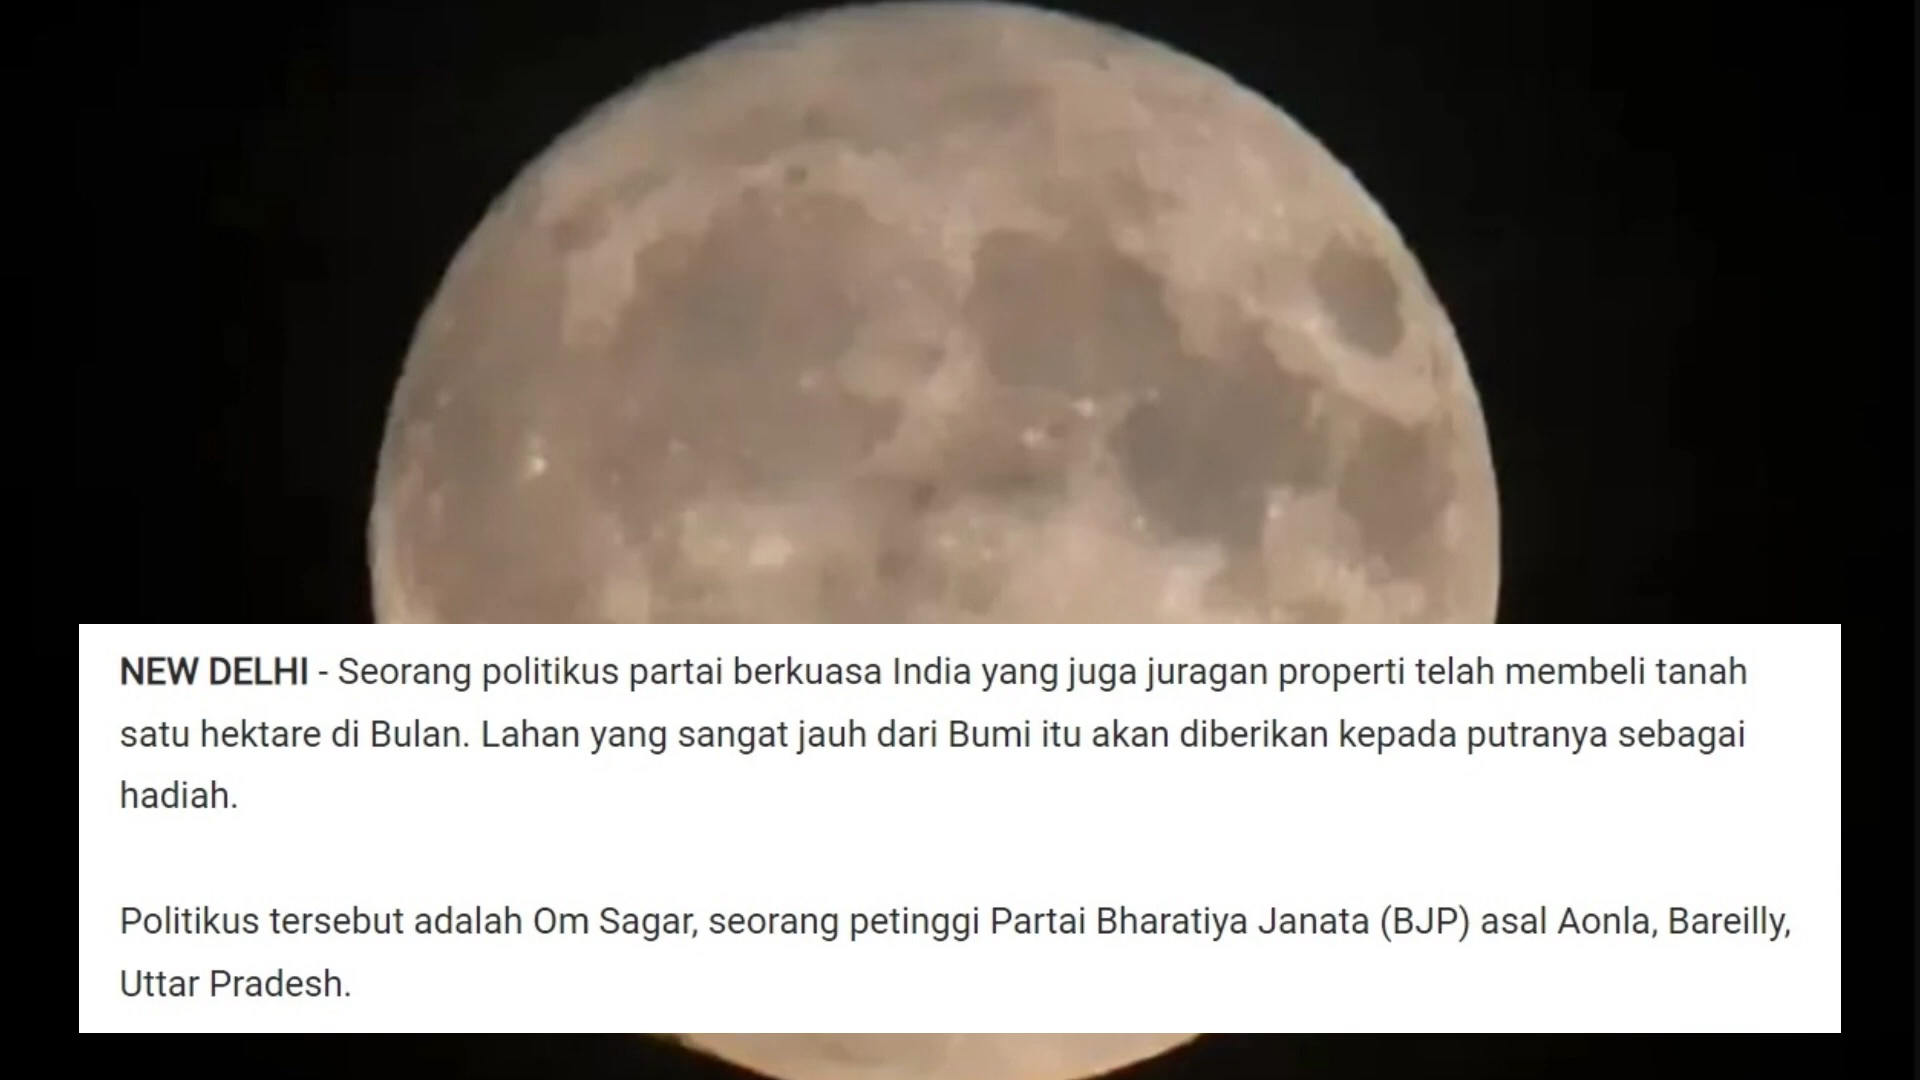 NEW DELHI - Seorang politikus partai berkuasa India yang juga juragan properti telah membeli tanah
satu hektare di Bulan. Lahan yang sangat jauh dari Bumi itu akan diberikan kepada putranya sebagai
hadiah.
Politikus tersebut adalah Om Sagar, seorang petinggi Partai Bharatiya Janata (BJP) asal Aonla, Bareilly,
Uttar Pradesh.